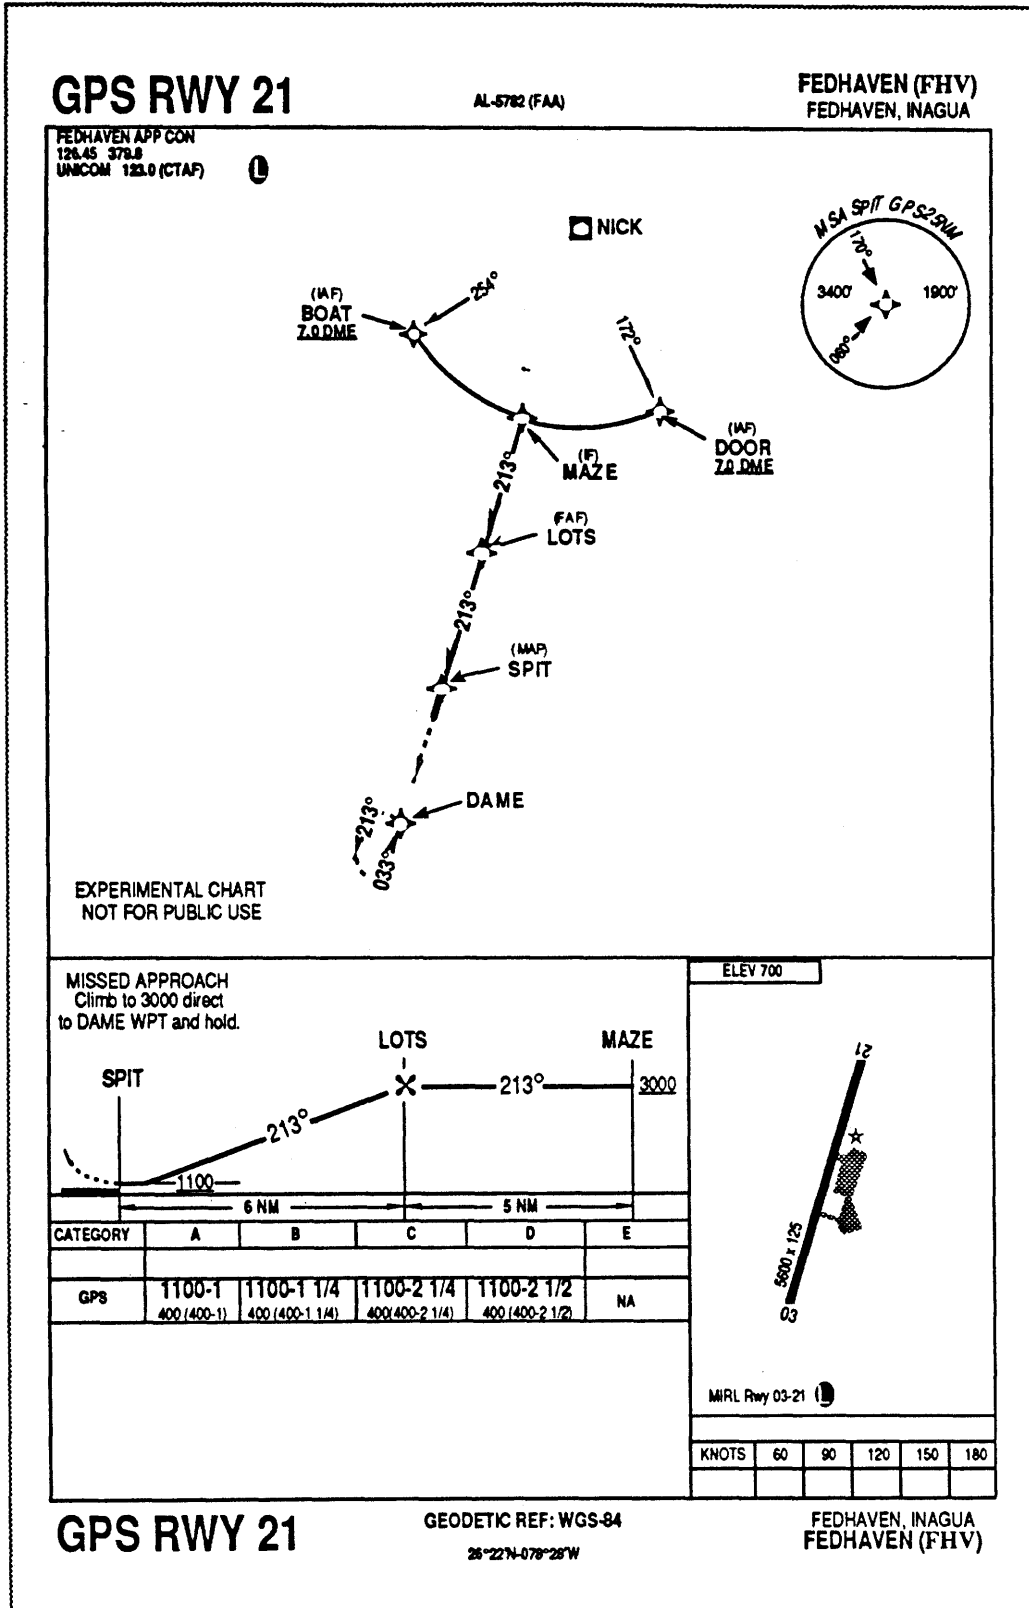 GPS RWY 21
AL-5782 (FAA)
FEDHAVEN (FHV)
FEDHAVEN, INAGUA
FEDHAVEN APP CON
126.45 379.8
UNICOM 123.0 (CTAF)
L
NICK
MSA SPIT GPS 25NM
170°
3400'
1900'
060°
(IAF)
BOAT
7.0 DME
254°
172°
(IAF)
DOOR
7.0 DME
(IF)
MAZE
213°
(FAF)
LOTS
213°
(MAP)
SPIT
DAME
213°
033°
EXPERIMENTAL CHART
NOT FOR PUBLIC USE
MISSED APPROACH
Climb to 3000 direct
to DAME WPT and hold.
SPIT
LOTS
MAZE
213°
213°
3000
1100
6 NM
5 NM
CATEGORY A B C D E
GPS 1100-1 1100-1 1/4 1100-2 1/4 1100-2 1/2 NA
400 (400-1) 400 (400-1 1/4) 400(400-2 1/4) 400 (400-2 1/2)
ELEV 700
21
5600 x 125
03
MIRL Rwy 03-21 L
KNOTS 60 90 120 150 180
GPS RWY 21
GEODETIC REF: WGS-84
FEDHAVEN, INAGUA
FEDHAVEN (FHV)